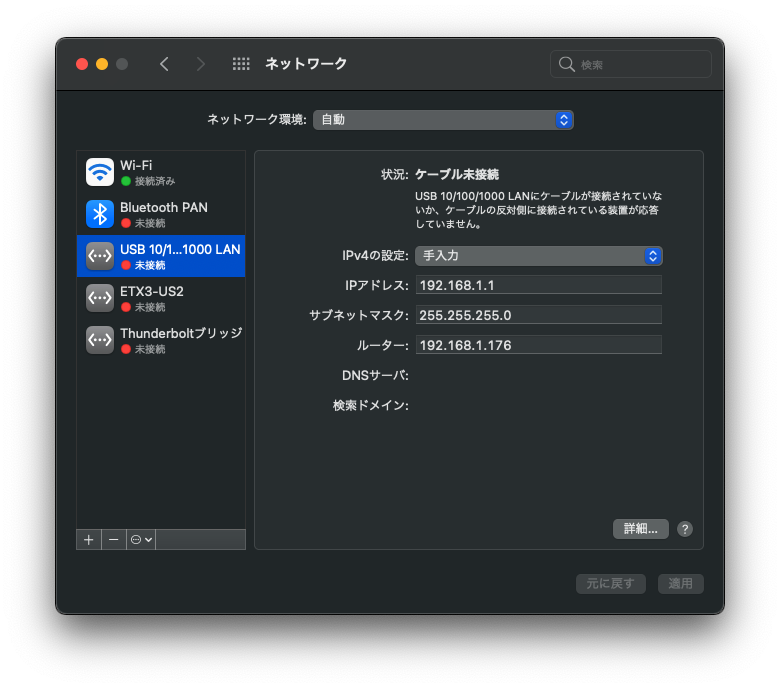 ネットワーク
検索
ネットワーク環境: 自動
Wi-Fi
接続済み
Bluetooth PAN
未接続
USB 10/1...1000 LAN
未接続
ETX3-US2
未接続
Thunderboltブリッジ
未接続
状況: ケーブル未接続
USB 10/100/1000 LANにケーブルが接続されていな
いか、ケーブルの反対側に接続されている装置が応答
していません。
IPv4の設定: 手入力
IPアドレス: 192.168.1.1
サブネットマスク: 255.255.255.0
ルーター: 192.168.1.176
DNSサーバ:
検索ドメイン:
詳細... ?
元に戻す 適用